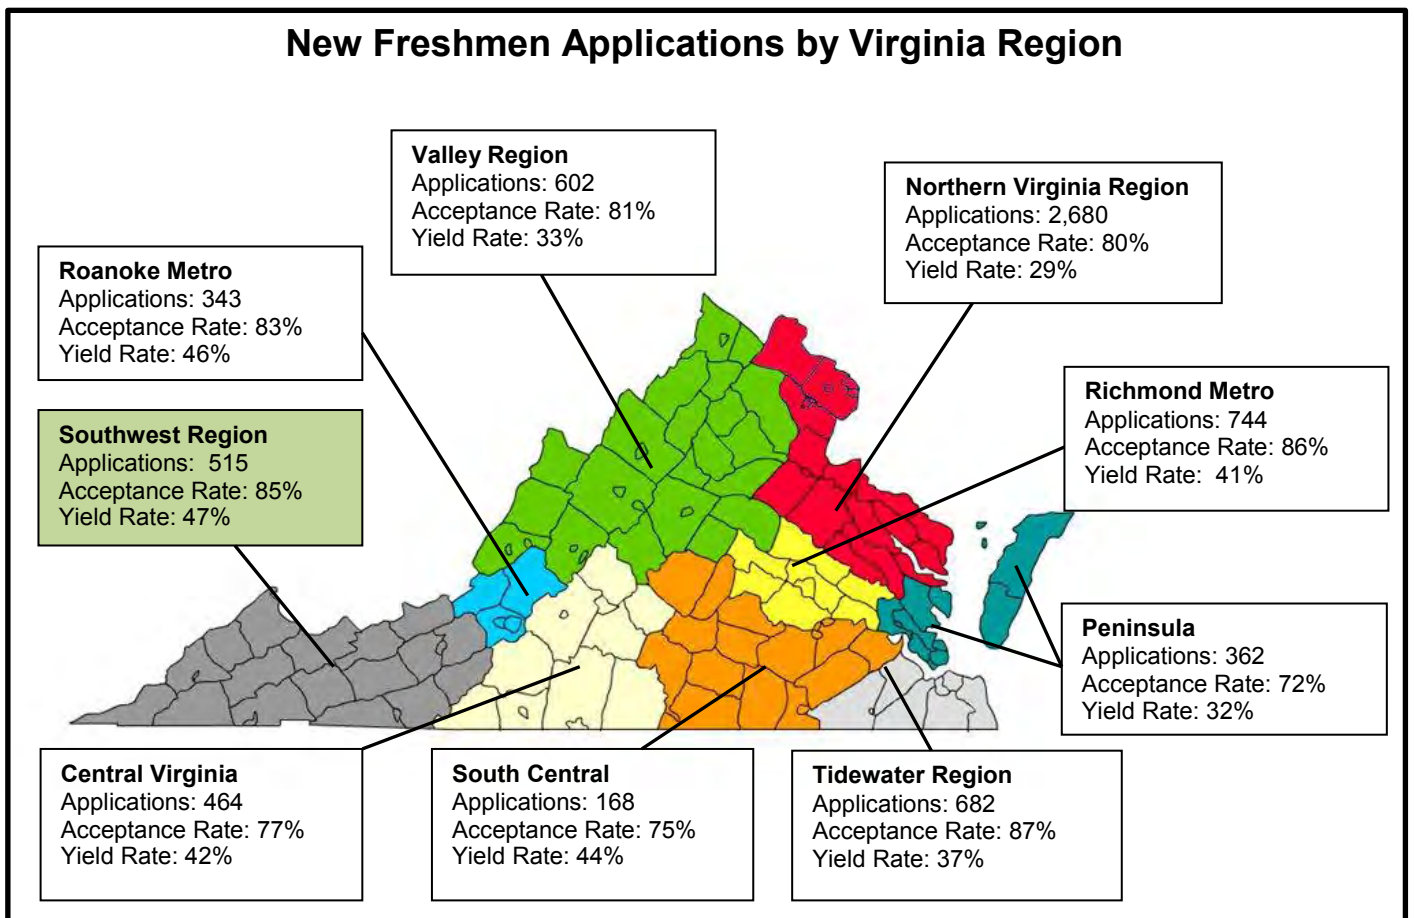 New Freshmen Applications by Virginia Region
Valley Region
Applications: 602
Acceptance Rate: 81%
Yield Rate: 33%
Northern Virginia Region
Applications: 2,680
Acceptance Rate: 80%
Yield Rate: 29%
Roanoke Metro
Applications: 343
Acceptance Rate: 83%
Yield Rate: 46%
Richmond Metro
Applications: 744
Acceptance Rate: 86%
Yield Rate: 41%
Southwest Region
Applications: 515
Acceptance Rate: 85%
Yield Rate: 47%
Peninsula
Applications: 362
Acceptance Rate: 72%
Yield Rate: 32%
Central Virginia
Applications: 464
Acceptance Rate: 77%
Yield Rate: 42%
South Central
Applications: 168
Acceptance Rate: 75%
Yield Rate: 44%
Tidewater Region
Applications: 682
Acceptance Rate: 87%
Yield Rate: 37%